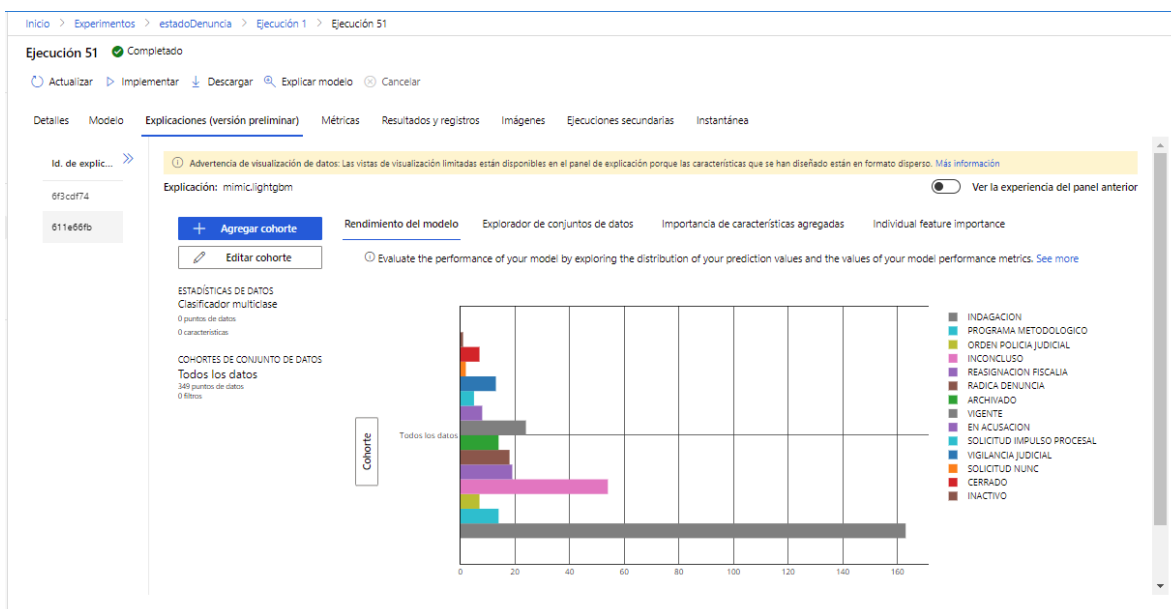 Inicio > Experimentos > estadoDenuncia > Ejecución 1 > Ejecución 51
Ejecución 51 Completado
Actualizar Implementar Descargar Explicar modelo Cancelar
Detalles Modelo Explicaciones (versión preliminar) Métricas Resultados y registros Imágenes Ejecuciones secundarias Instantánea
Id. de explic...
6f3cdf74
611e66fb
Advertencia de visualización de datos: Las vistas de visualización limitadas están disponibles en el panel de explicación porque las características que se han diseñado están en formato disperso. Más información
Explicación: mimic.lightgbm
Ver la experiencia del panel anterior
Agregar cohorte
Editar cohorte
ESTADÍSTICAS DE DATOS
Clasificador multiclase
0 puntos de datos
0 características
COHORTES DE CONJUNTO DE DATOS
Todos los datos
349 puntos de datos
0 filtros
Rendimiento del modelo Explorador de conjuntos de datos Importancia de características agregadas Individual feature importance
Evaluate the performance of your model by exploring the distribution of your prediction values and the values of your model performance metrics. See more
Cohorte
Todos los datos
0 20 40 60 80 100 120 140 160
INDAGACION
PROGRAMA METODOLOGICO
ORDEN POLICIA JUDICIAL
INCONCLUSO
REASIGNACION FISCALIA
RADICA DENUNCIA
ARCHIVADO
VIGENTE
EN ACUSACION
SOLICITUD IMPULSO PROCESAL
VIGILANCIA JUDICIAL
SOLICITUD NUNC
CERRADO
INACTIVO